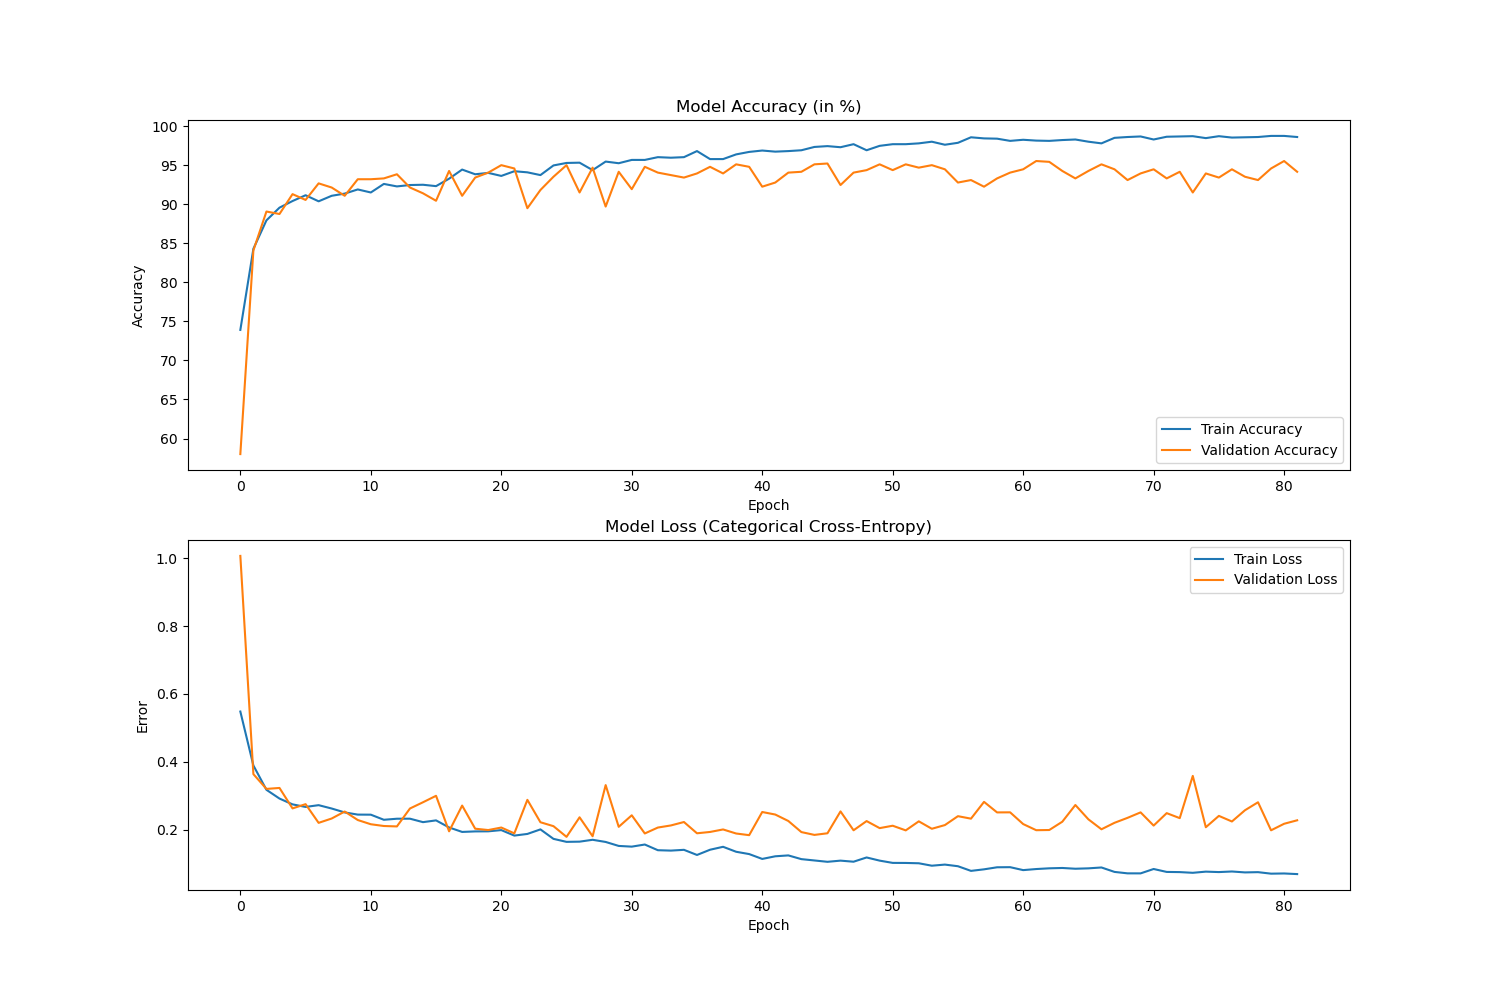 Model Accuracy (in %)
100
95
90
85
80
75
70
65
60
Accuracy
Train Accuracy
Validation Accuracy
0 10 20 30 40 50 60 70 80
Epoch
Model Loss (Categorical Cross-Entropy)
1.0
0.8
0.6
0.4
0.2
Error
Train Loss
Validation Loss
0 10 20 30 40 50 60 70 80
Epoch